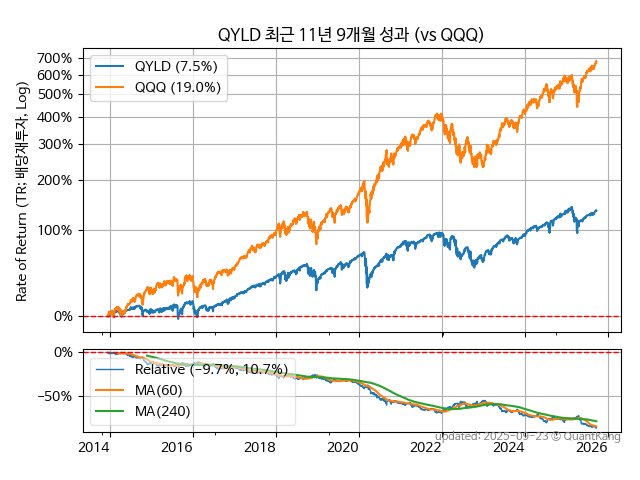 QYLD 최근 11년 9개월 성과 (vs QQQ)
QYLD (7.5%)
QQQ (19.0%)
700%
600%
500%
400%
300%
200%
100%
0%
Rate of Return (TR; 배당재투자, Log)
0%
−50%
Relative (−9.7%, 10.7%)
MA(60)
MA(240)
2014 2016 2018 2020 2022 2024 2026
updated: 2025-09-23 © QuantKang